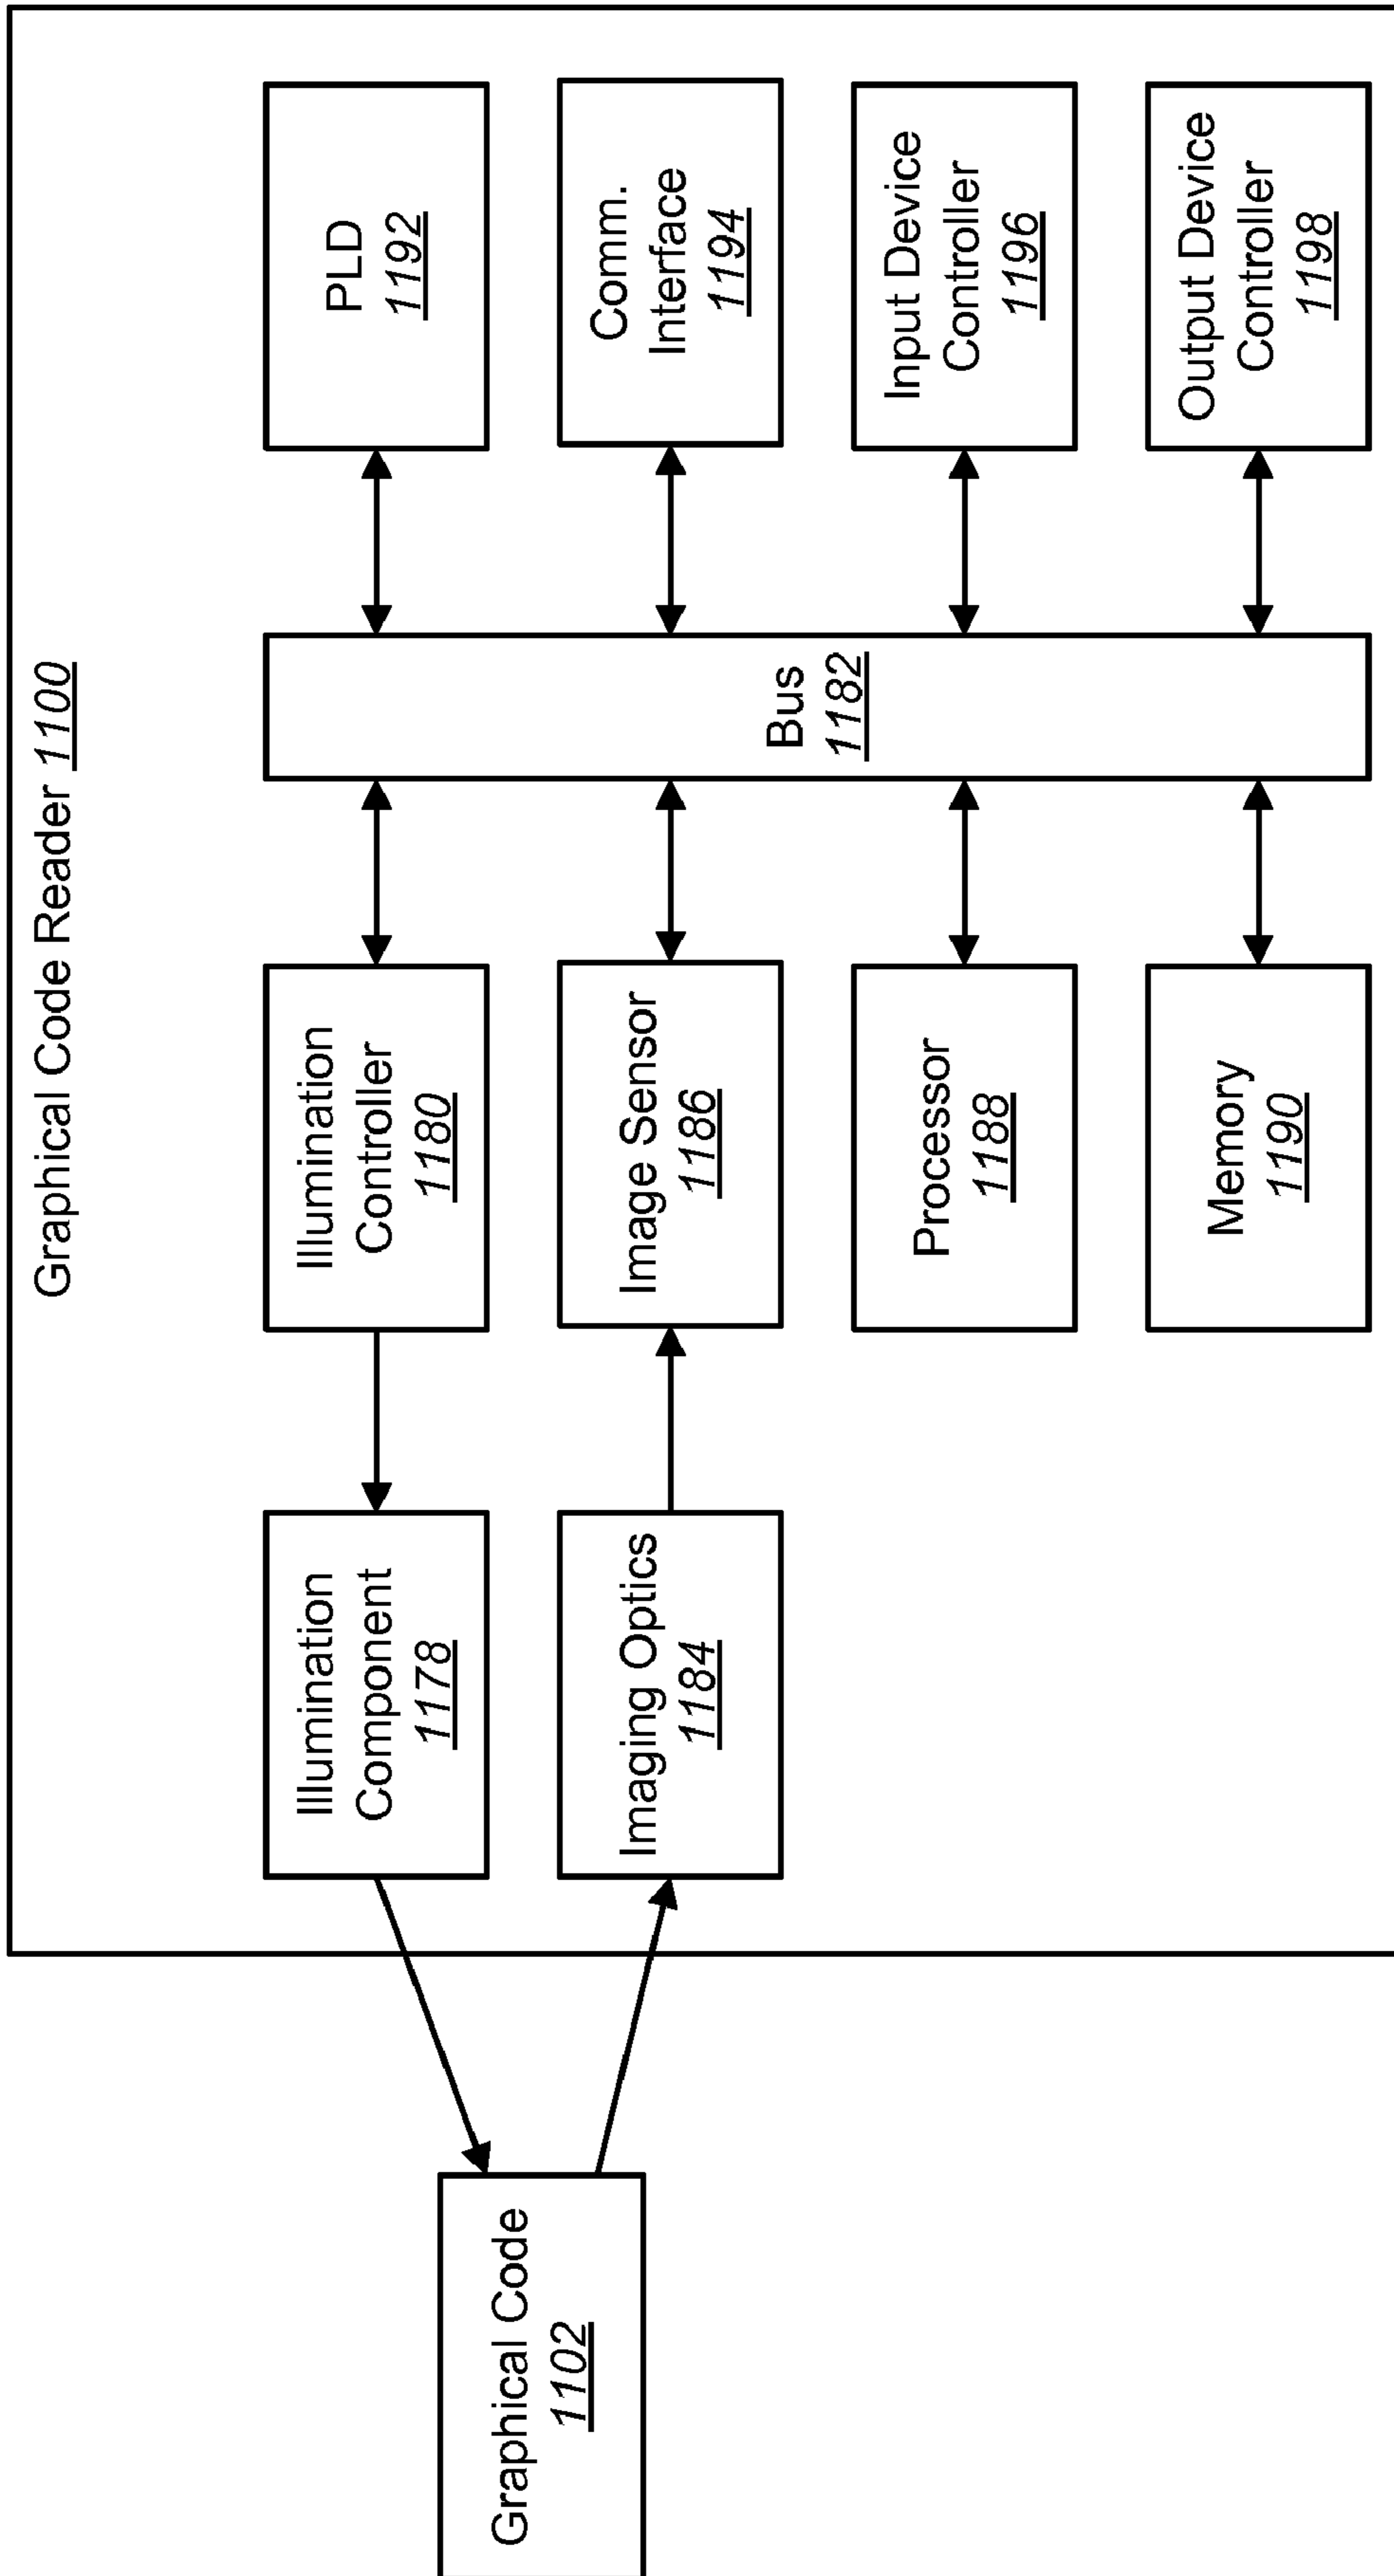 Graphical Code Reader 1100
Graphical Code
1102
Illumination
Component
1178
Illumination
Controller
1180
PLD
1192
Imaging Optics
1184
Image Sensor
1186
Comm.
Interface
1194
Bus
1182
Processor
1188
Input Device
Controller
1196
Memory
1190
Output Device
Controller
1198